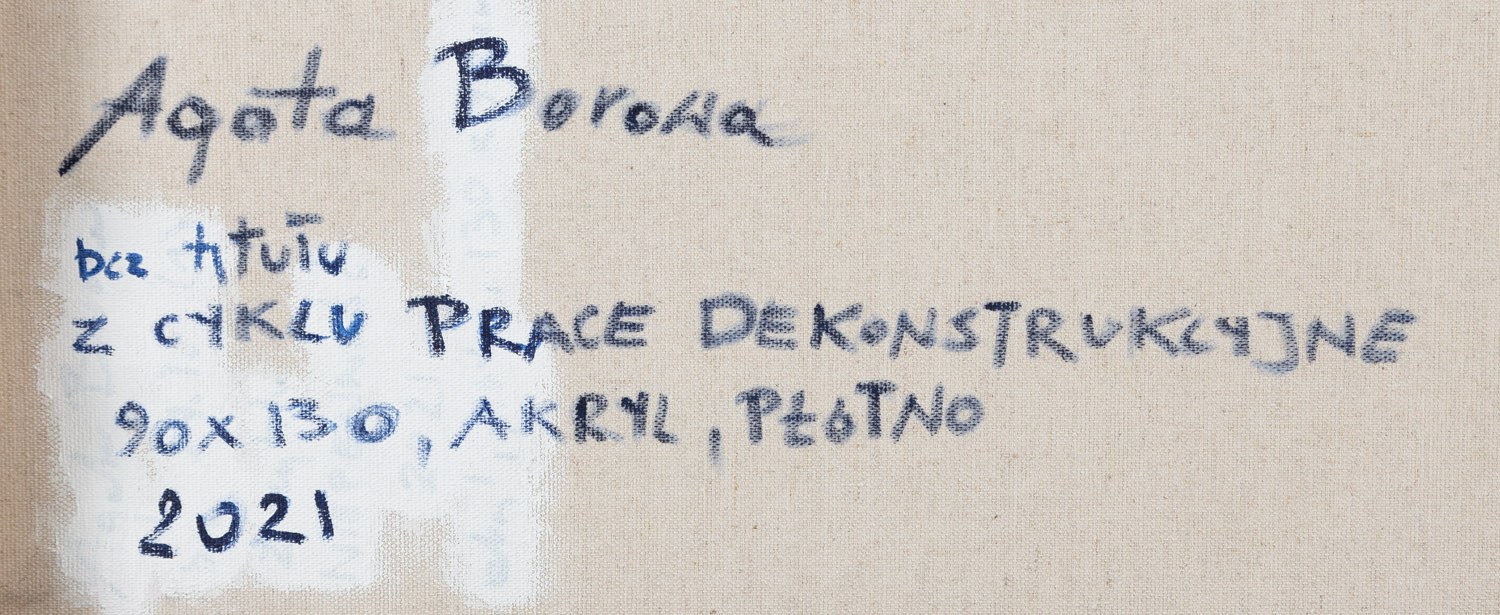 Agata Borowa
bez tytułu
Z CYKLU PRACE DEKONSTRUKCYJNE
90x130, AKRYL, PŁÓTNO
2021